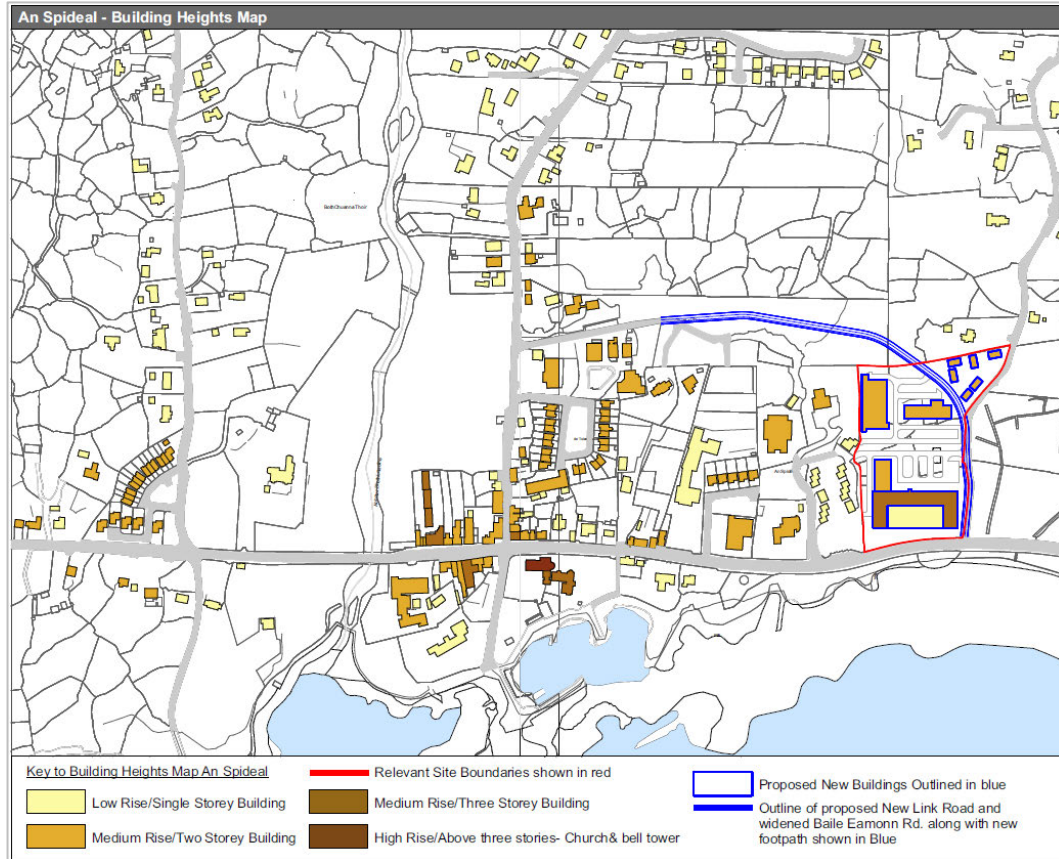 An Spideal - Building Heights Map
Key to Building Heights Map An Spideal
Low Rise/Single Storey Building
Medium Rise/Two Storey Building
Relevant Site Boundaries shown in red
Medium Rise/Three Storey Building
High Rise/Above three stories- Church& bell tower
Proposed New Buildings Outlined in blue
Outline of proposed New Link Road and
widened Baile Eamonn Rd. along with new
footpath shown in Blue